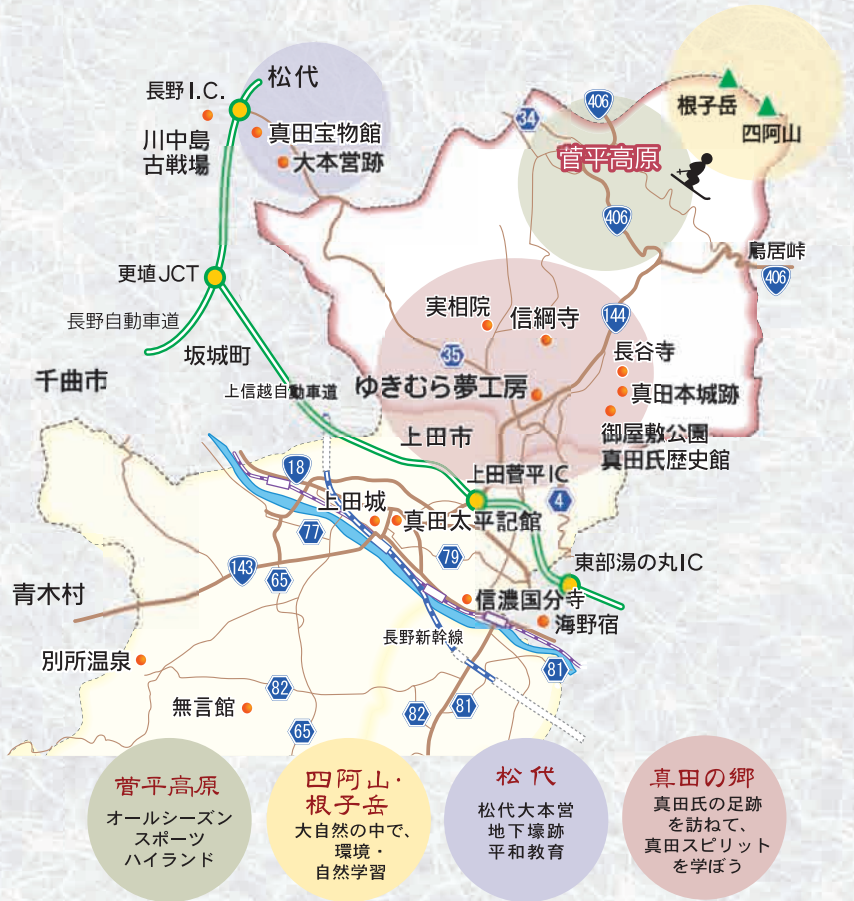 松代
長野I.C.
川中島
古戦場
真田宝物館
大本営跡
406
根子岳
四阿山
34
菅平高原
406
鳥居峠
406
更埴JCT
長野自動車道
坂城町
千曲市
上信越自動車道
実相院
信綱寺
144
35
長谷寺
ゆきむら夢工房
真田本城跡
御屋敷公園
真田氏歴史館
上田市
上田菅平IC
18
4
上田城
真田太平記館
77
79
143
65
東部湯の丸IC
青木村
信濃国分寺
海野宿
長野新幹線
別所温泉
81
82
無言館
82
81
65
菅平高原
オールシーズン
スポーツ
ハイランド
四阿山・
根子岳
大自然の中で、
環境・
自然学習
松代
松代大本営
地下壕跡
平和教育
真田の郷
真田氏の足跡
を訪ねて、
真田スピリット
を学ぼう